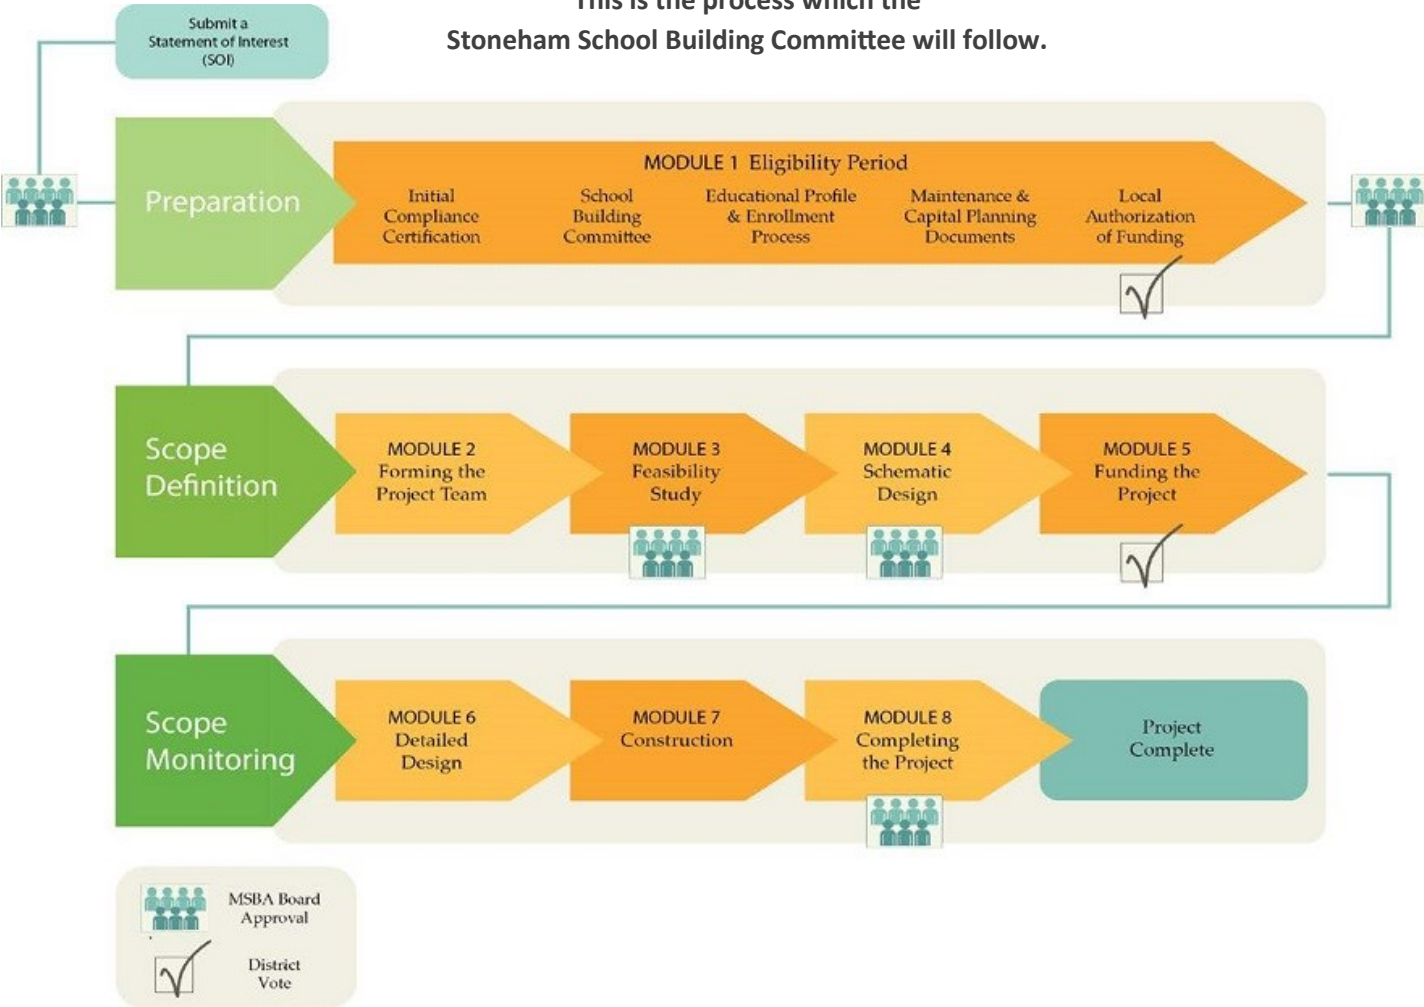 This is the process which the
Stoneham School Building Committee will follow.
Submit a
Statement of Interest
(SOI)
Preparation
MODULE 1 Eligibility Period
Initial
Compliance
Certification
School
Building
Committee
Educational Profile
& Enrollment
Process
Maintenance &
Capital Planning
Documents
Local
Authorization
of Funding
Scope
Definition
MODULE 2
Forming the
Project Team
MODULE 3
Feasibility
Study
MODULE 4
Schematic
Design
MODULE 5
Funding the
Project
Scope
Monitoring
MODULE 6
Detailed
Design
MODULE 7
Construction
MODULE 8
Completing
the Project
Project
Complete
MSBA Board
Approval
District
Vote